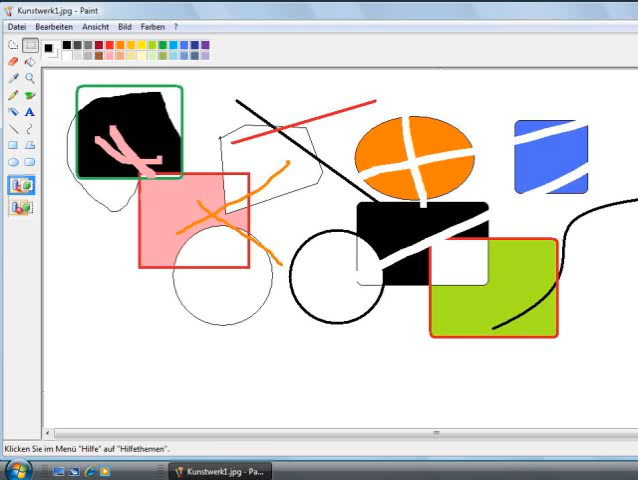 Kunstwerk1.jpg - Paint
Datei Bearbeiten Ansicht Bild Farben ?
A
Klicken Sie im Menü "Hilfe" auf "Hilfethemen".
Kunstwerk1.jpg - Pa...